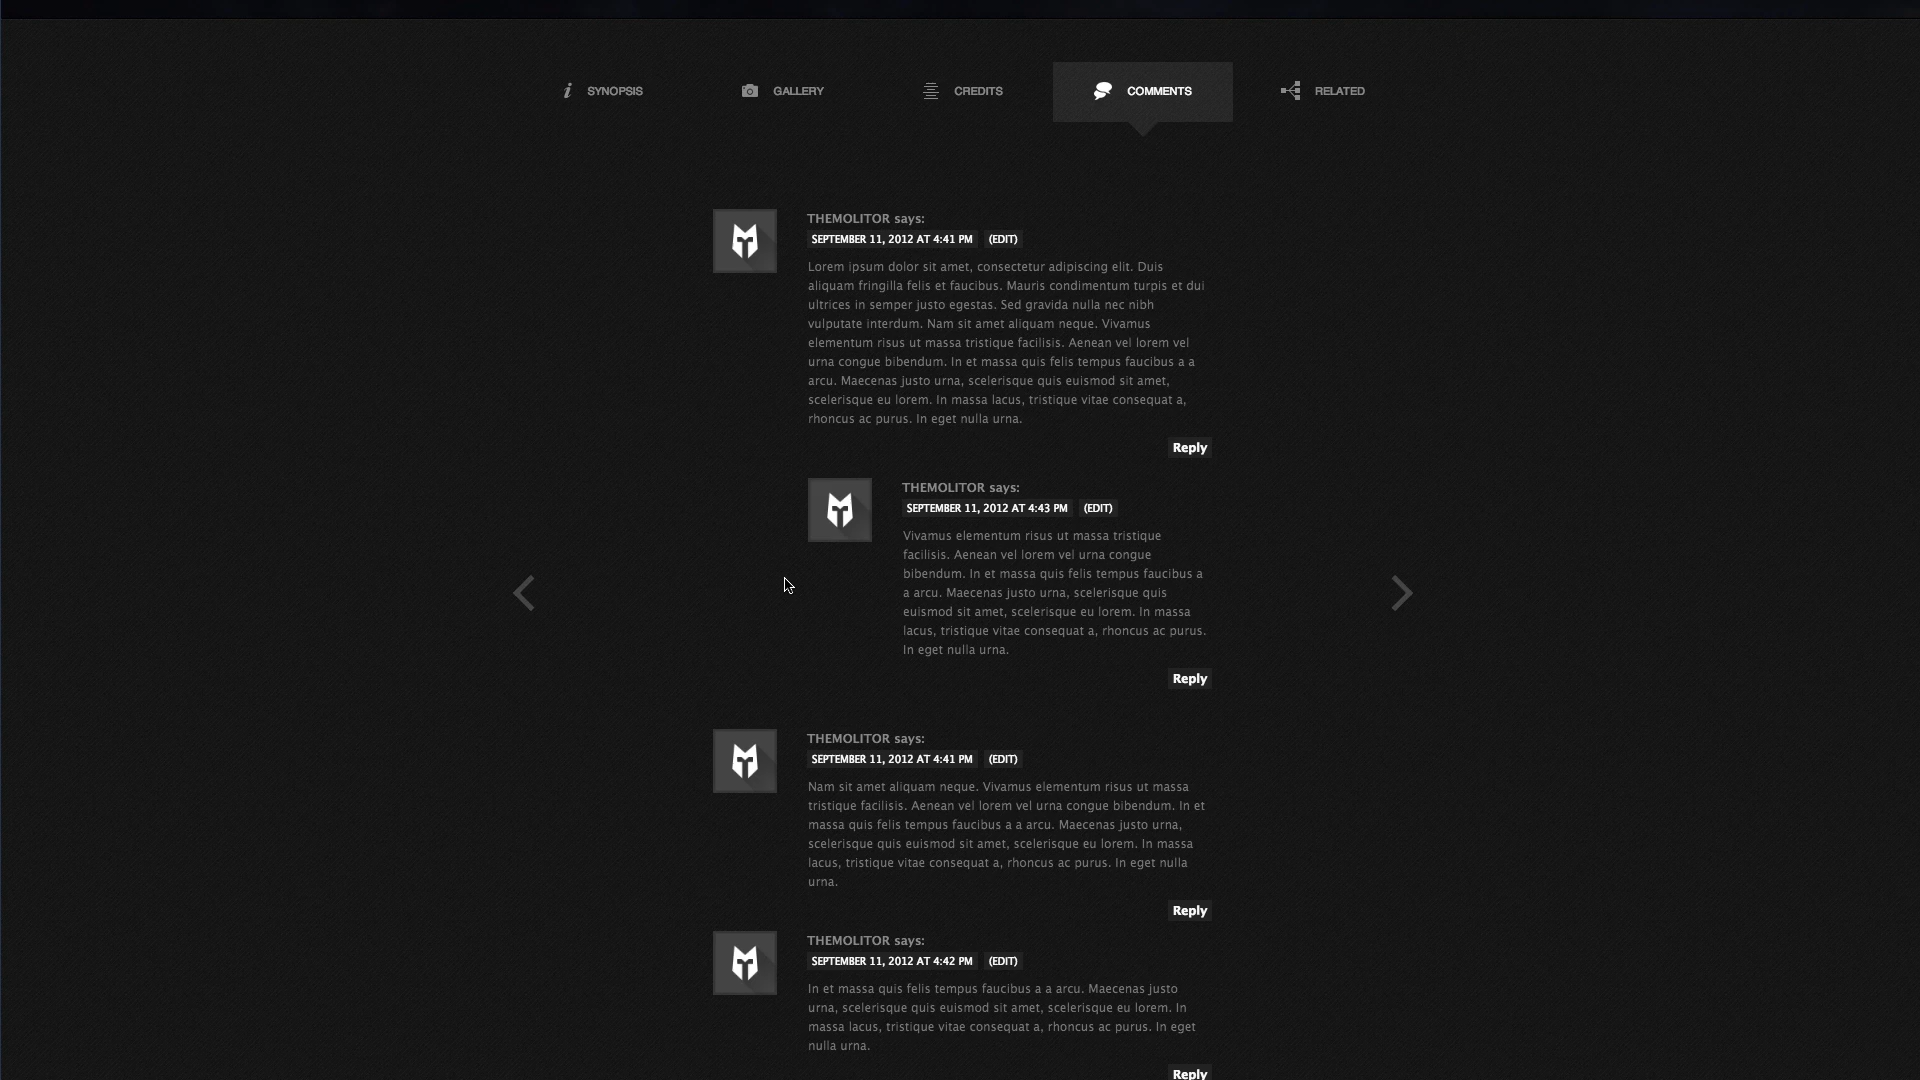 SYNOPSIS GALLERY CREDITS COMMENTS RELATED
THEMOLITOR says:
SEPTEMBER 11, 2012 AT 4:41 PM (EDIT)
Lorem ipsum dolor sit amet, consectetur adipiscing elit. Duis
aliquam fringilla felis et faucibus. Mauris condimentum turpis et dui
ultrices in semper justo egestas. Sed gravida nulla nec nibh
vulputate interdum. Nam sit amet aliquam neque. Vivamus
elementum risus ut massa tristique facilisis. Aenean vel lorem vel
urna congue bibendum. In et massa quis felis tempus faucibus a a
arcu. Maecenas justo urna, scelerisque quis euismod sit amet,
scelerisque eu lorem. In massa lacus, tristique vitae consequat a,
rhoncus ac purus. In eget nulla urna.
Reply
THEMOLITOR says:
SEPTEMBER 11, 2012 AT 4:43 PM (EDIT)
Vivamus elementum risus ut massa tristique
facilisis. Aenean vel lorem vel urna congue
bibendum. In et massa quis felis tempus faucibus a
a arcu. Maecenas justo urna, scelerisque quis
euismod sit amet, scelerisque eu lorem. In massa
lacus, tristique vitae consequat a, rhoncus ac purus.
In eget nulla urna.
Reply
THEMOLITOR says:
SEPTEMBER 11, 2012 AT 4:41 PM (EDIT)
Nam sit amet aliquam neque. Vivamus elementum risus ut massa
tristique facilisis. Aenean vel lorem vel urna congue bibendum. In et
massa quis felis tempus faucibus a a arcu. Maecenas justo urna,
scelerisque quis euismod sit amet, scelerisque eu lorem. In massa
lacus, tristique vitae consequat a, rhoncus ac purus. In eget nulla
urna.
Reply
THEMOLITOR says:
SEPTEMBER 11, 2012 AT 4:42 PM (EDIT)
In et massa quis felis tempus faucibus a a arcu. Maecenas justo
urna, scelerisque quis euismod sit amet, scelerisque eu lorem. In
massa lacus, tristique vitae consequat a, rhoncus ac purus. In eget
nulla urna.
Reply